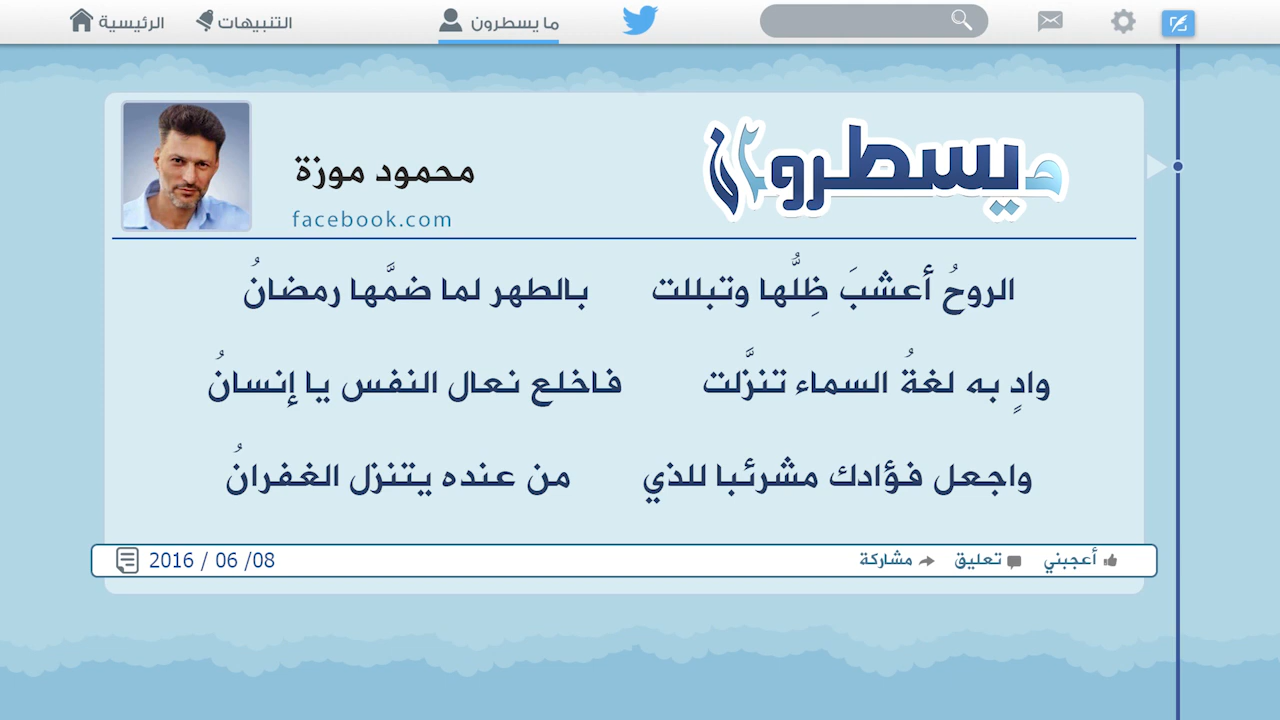 الرئيسية التنبيهات ما يسطرون
ما يسطرون ٢
محمود موزة
facebook.com
الروحُ أعشبَ ظِلُّها وتبللت بالطهر لما ضمَّها رمضانُ
وادٍ به لغةُ السماء تنزَّلت فاخلع نعال النفس يا إنسانُ
واجعل فؤادك مشرئبا للذي من عنده يتنزل الغفرانُ
أعجبني تعليق مشاركة
2016 / 06 /08